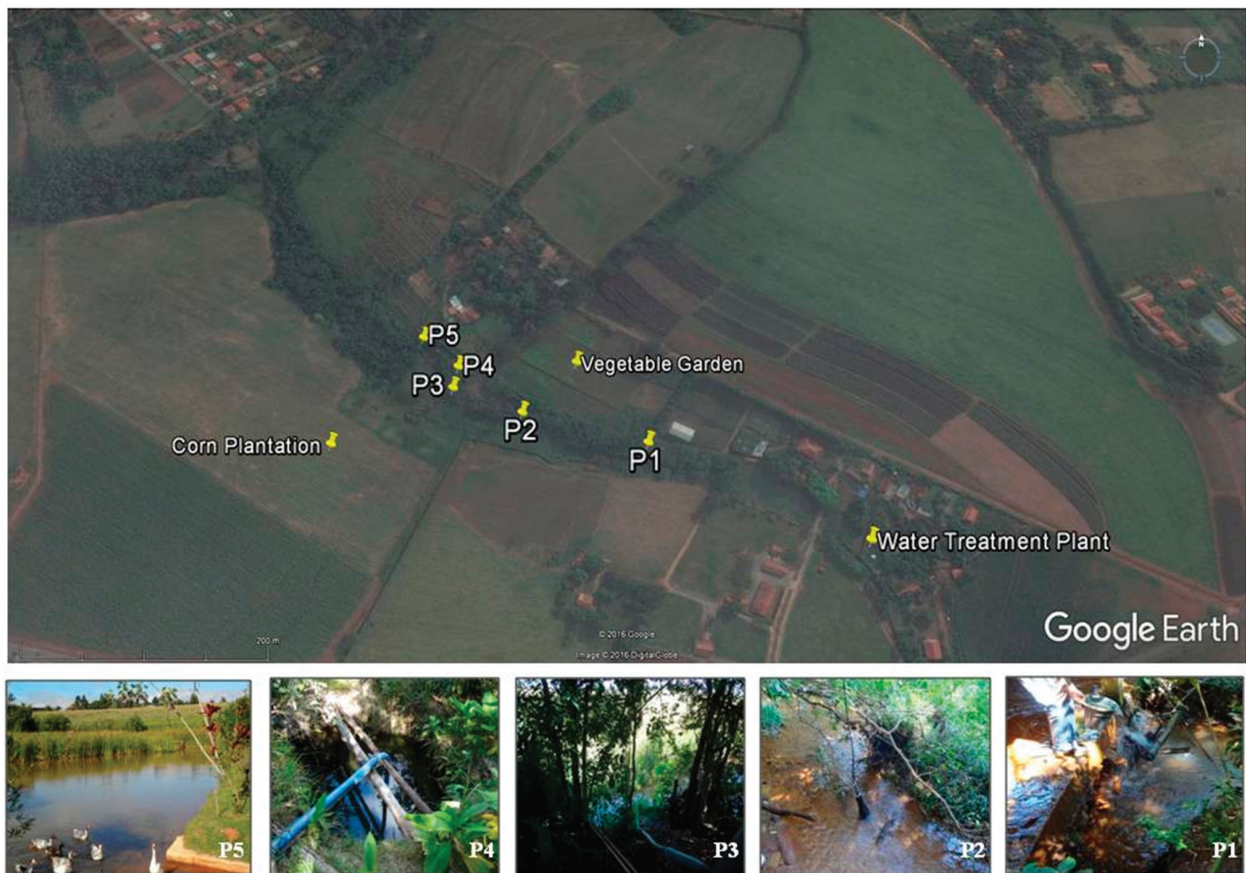 N
P5
P4
Vegetable Garden
P3
P2
Corn Plantation
P1
Water Treatment Plant
200 m
© 2016 Google
Image © 2016 DigitalGlobe
Google Earth
P5
P4
P3
P2
P1